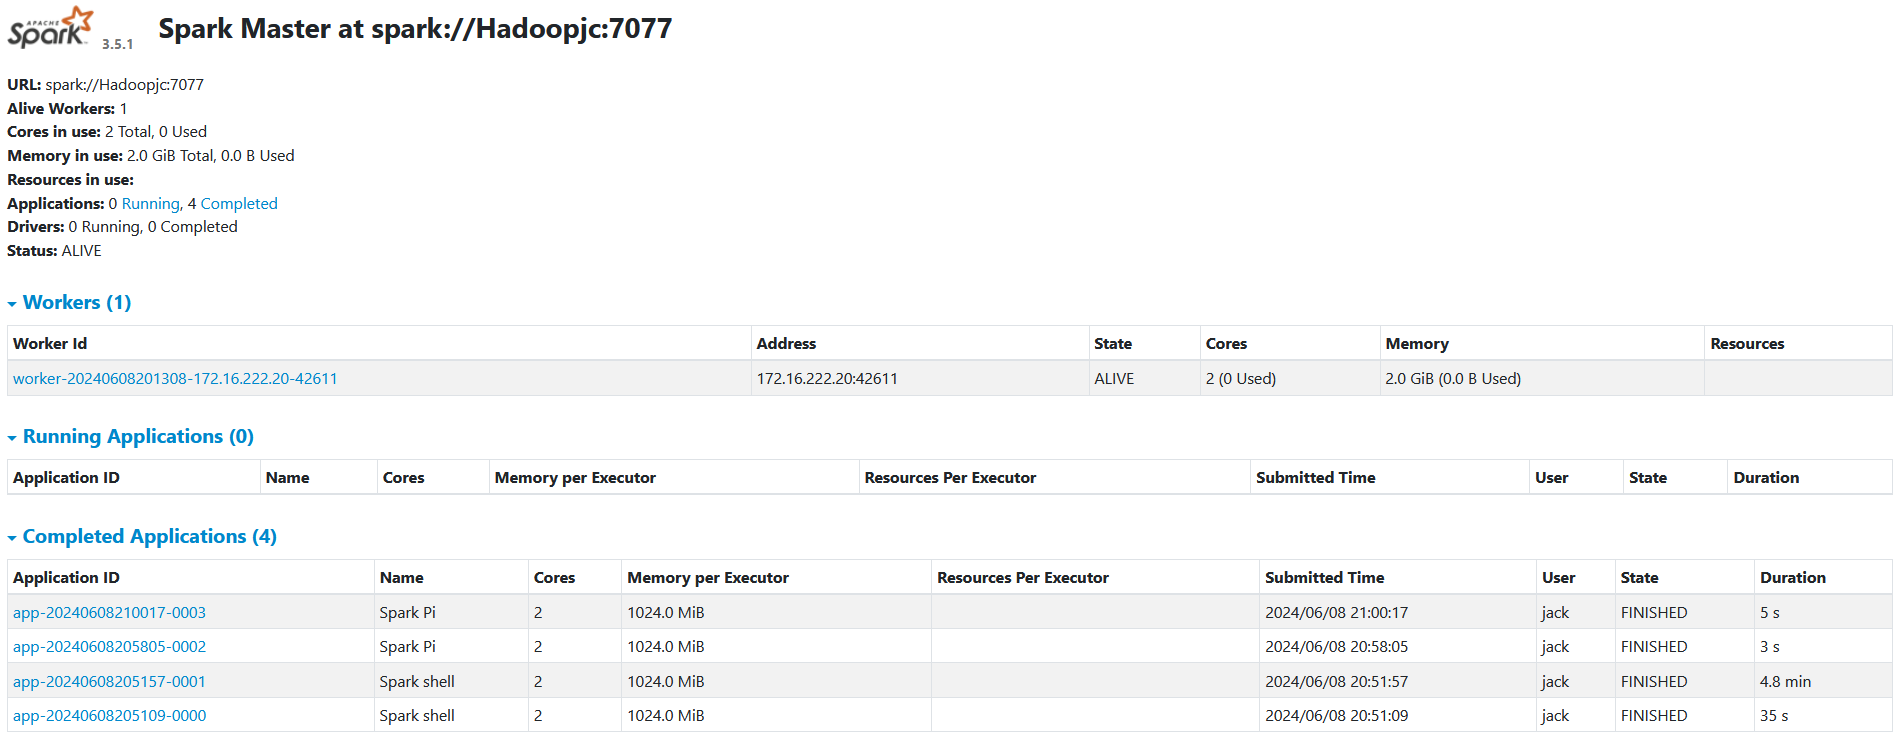 APACHE
Spark 3.5.1 Spark Master at spark://Hadoopjc:7077
URL: spark://Hadoopjc:7077
Alive Workers: 1
Cores in use: 2 Total, 0 Used
Memory in use: 2.0 GiB Total, 0.0 B Used
Resources in use:
Applications: 0 Running, 4 Completed
Drivers: 0 Running, 0 Completed
Status: ALIVE
Workers (1)
Worker Id Address State Cores Memory Resources
worker-20240608201308-172.16.222.20-42611 172.16.222.20:42611 ALIVE 2 (0 Used) 2.0 GiB (0.0 B Used)
Running Applications (0)
Application ID Name Cores Memory per Executor Resources Per Executor Submitted Time User State Duration
Completed Applications (4)
Application ID Name Cores Memory per Executor Resources Per Executor Submitted Time User State Duration
app-20240608210017-0003 Spark Pi 2 1024.0 MiB 2024/06/08 21:00:17 jack FINISHED 5 s
app-20240608205805-0002 Spark Pi 2 1024.0 MiB 2024/06/08 20:58:05 jack FINISHED 3 s
app-20240608205157-0001 Spark shell 2 1024.0 MiB 2024/06/08 20:51:57 jack FINISHED 4.8 min
app-20240608205109-0000 Spark shell 2 1024.0 MiB 2024/06/08 20:51:09 jack FINISHED 35 s